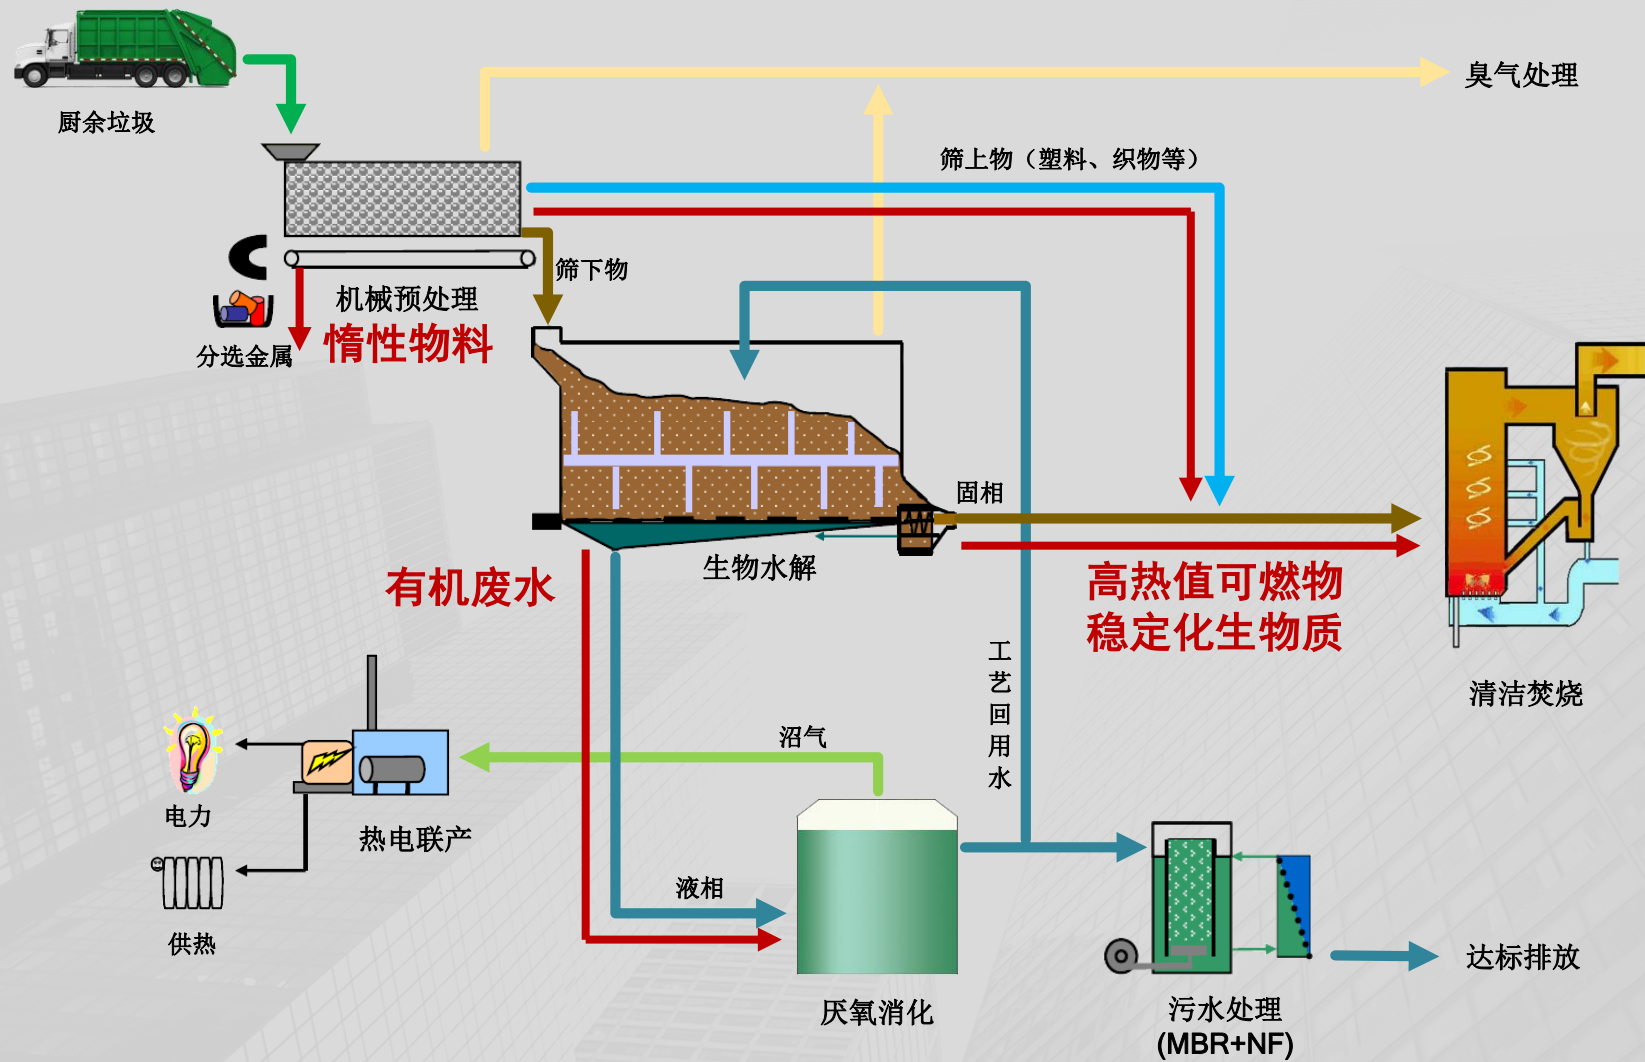 臭气处理
厨余垃圾
筛上物（塑料、织物等）
筛下物
机械预处理
惰性物料
分选金属
固相
生物水解
有机废水
高热值可燃物
稳定化生物质
工艺回用水
清洁焚烧
沼气
电力
热电联产
液相
供热
达标排放
厌氧消化
污水处理
(MBR+NF)